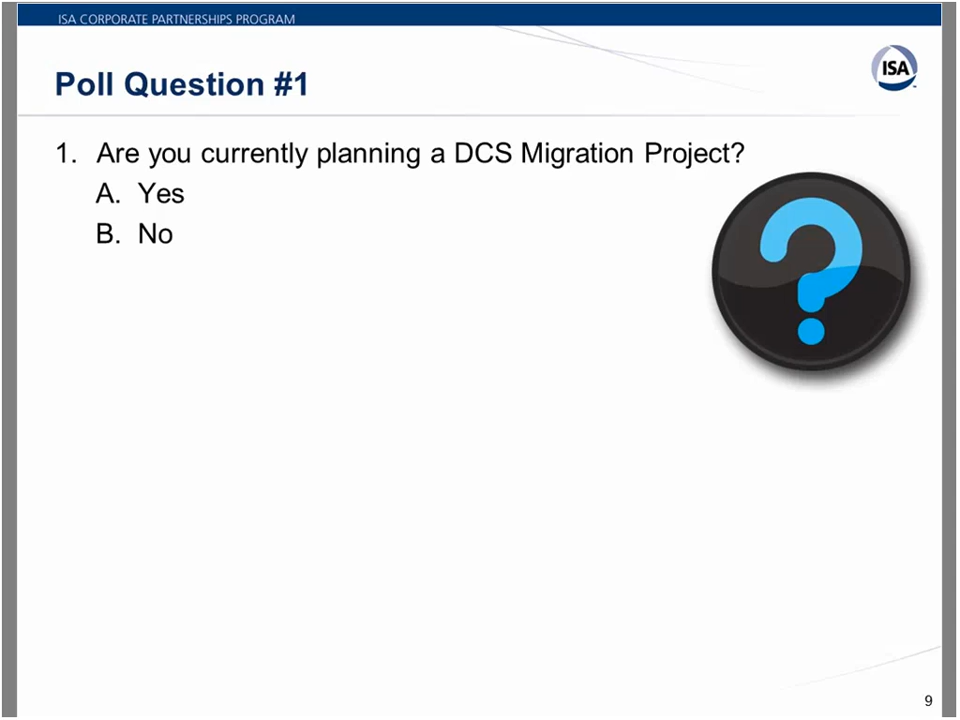 ISA CORPORATE PARTNERSHIPS PROGRAM
Poll Question #1
ISA
1. Are you currently planning a DCS Migration Project?
A. Yes
B. No
9